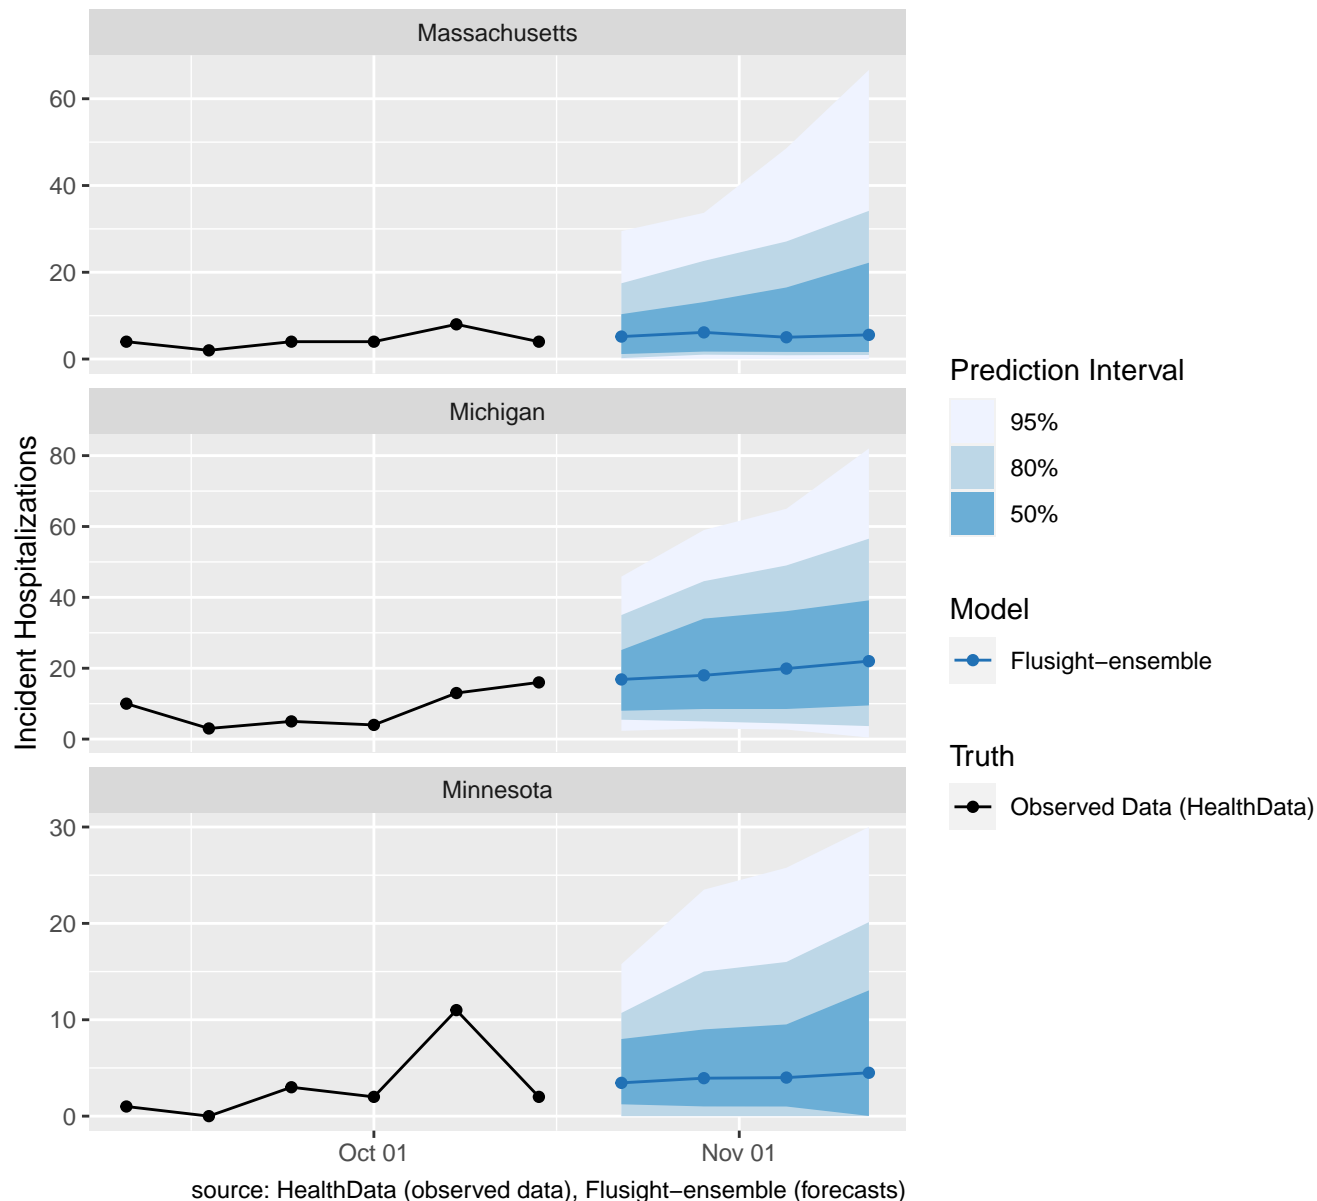 Massachusetts
60
40
20
0
Michigan
80
60
40
20
0
Minnesota
30
20
10
0
Oct 01
Nov 01
Incident Hospitalizations
source: HealthData (observed data), Flusight−ensemble (forecasts)
Prediction Interval
95%
80%
50%
Model
Flusight−ensemble
Truth
Observed Data (HealthData)